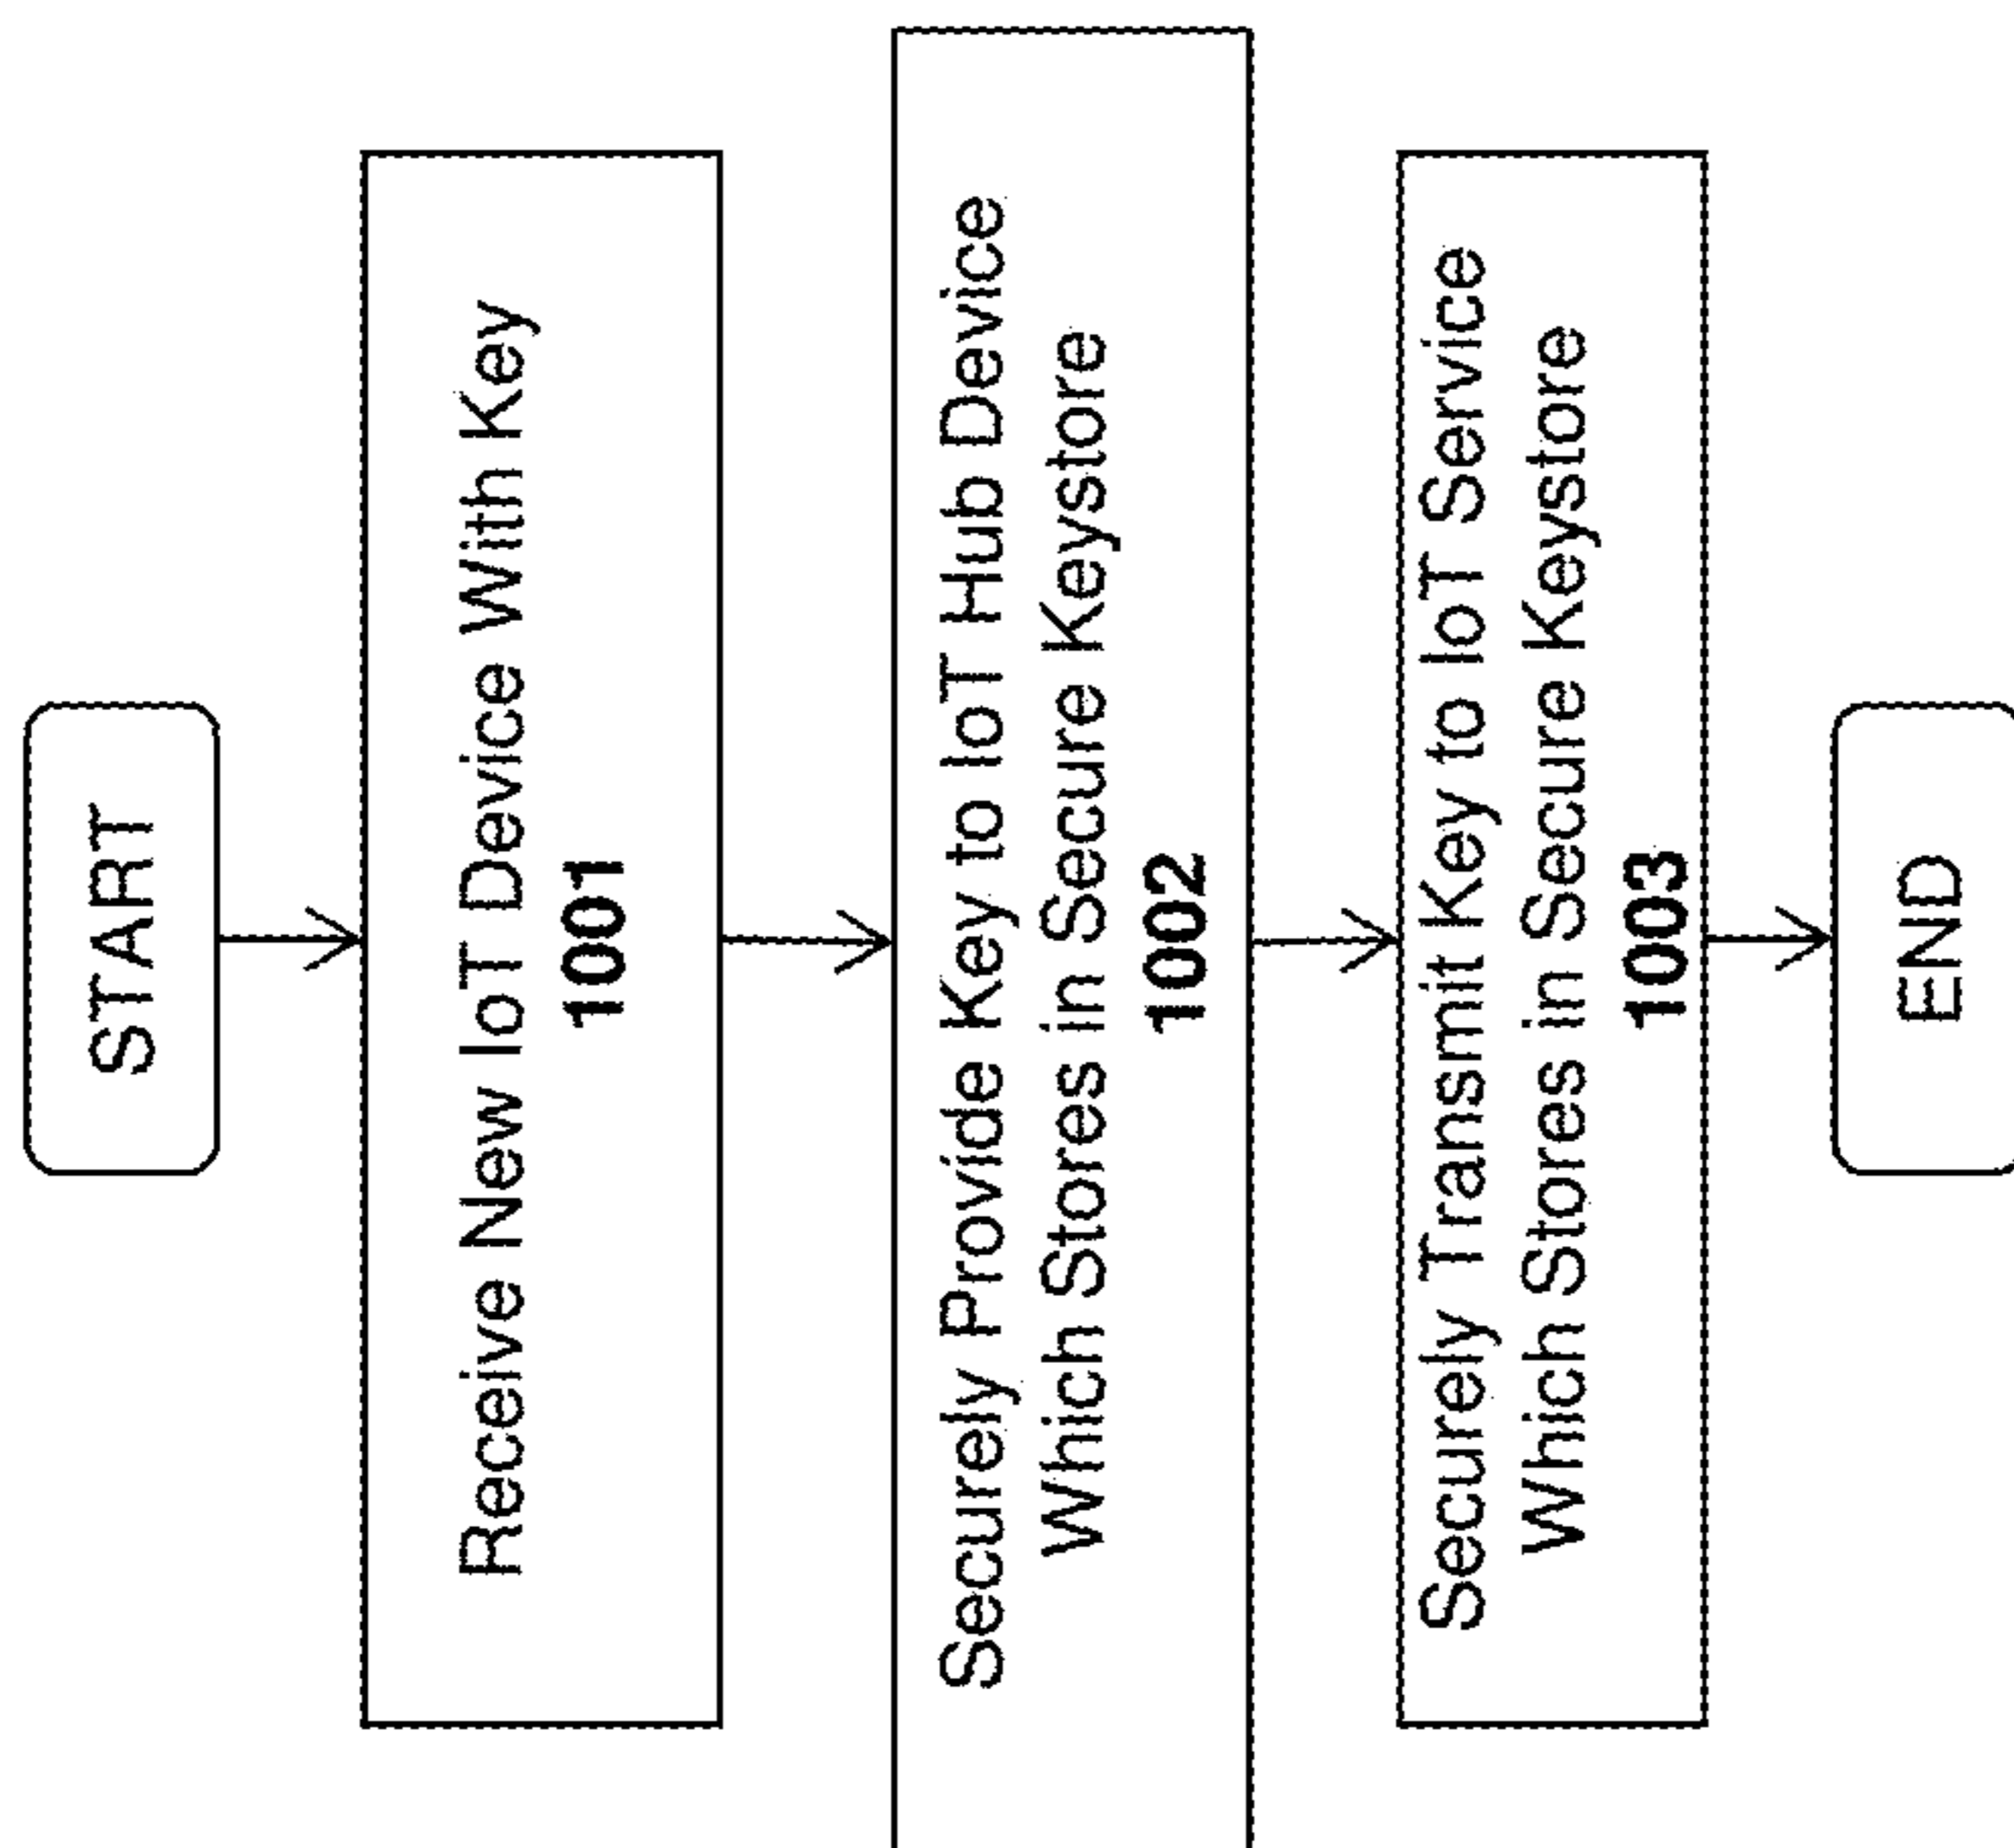 START
Receive New IoT Device With Key
1001
Securely Provide Key to IoT Hub Device
Which Stores in Secure Keystore
1002
Securely Transmit Key to IoT Service
Which Stores in Secure Keystore
1003
END